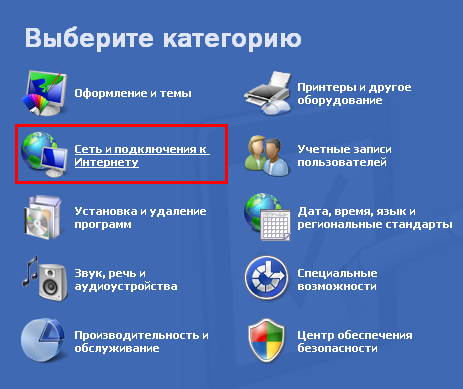 Выберите категорию
Оформление и темы
Принтеры и другое
оборудование
Сеть и подключения к
Интернету
Учетные записи
пользователей
Установка и удаление
программ
Дата, время, язык и
региональные стандарты
Звук, речь и
аудиоустройства
Специальные
возможности
Производительность и
обслуживание
Центр обеспечения
безопасности